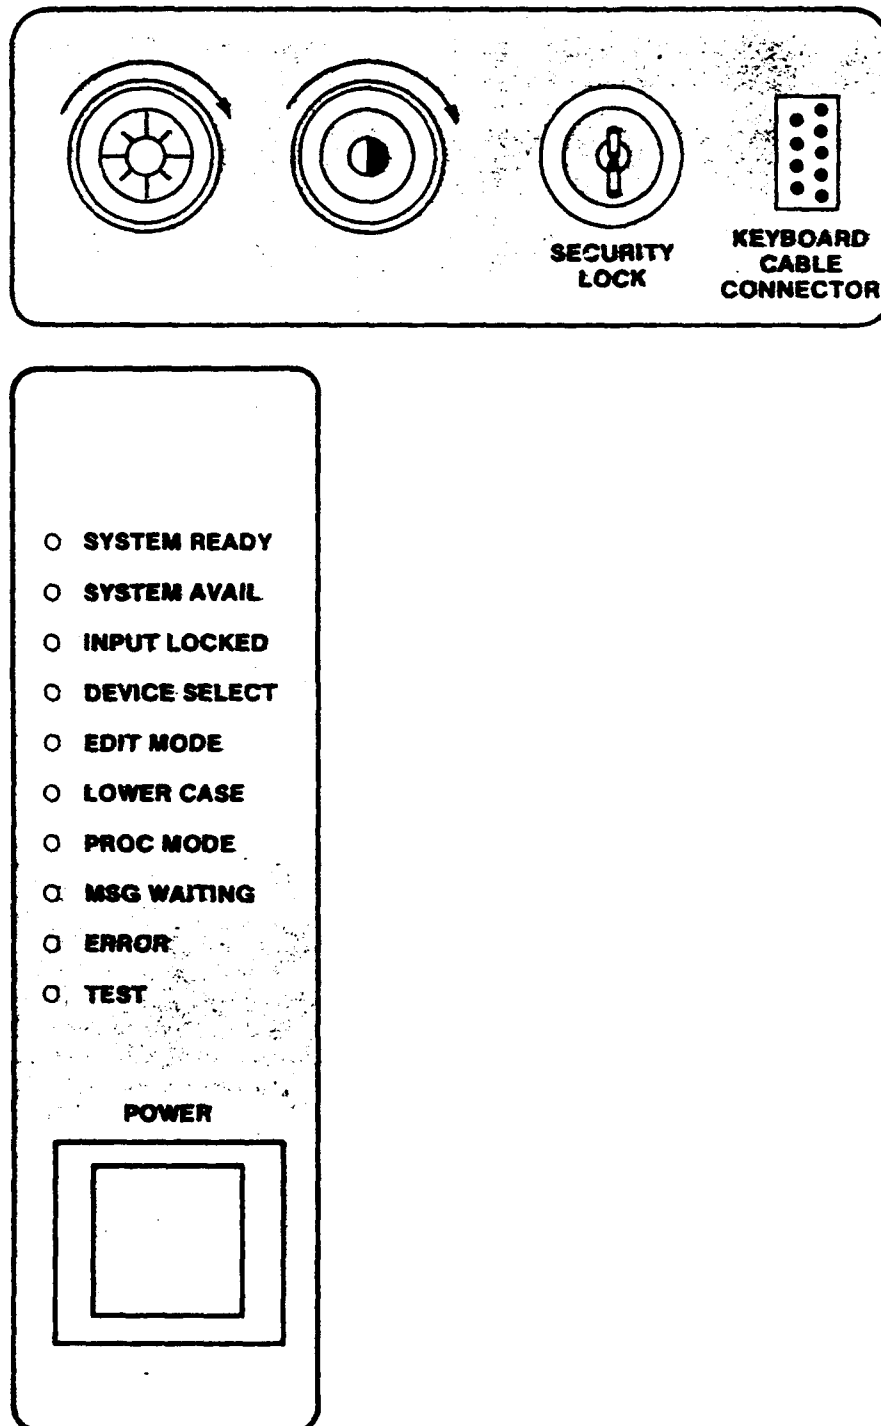 SECURITY
LOCK
KEYBOARD
CABLE
CONNECTOR
SYSTEM READY
SYSTEM AVAIL
INPUT LOCKED
DEVICE SELECT
EDIT MODE
LOWER CASE
PROC MODE
MSG WAITING
ERROR
TEST
POWER